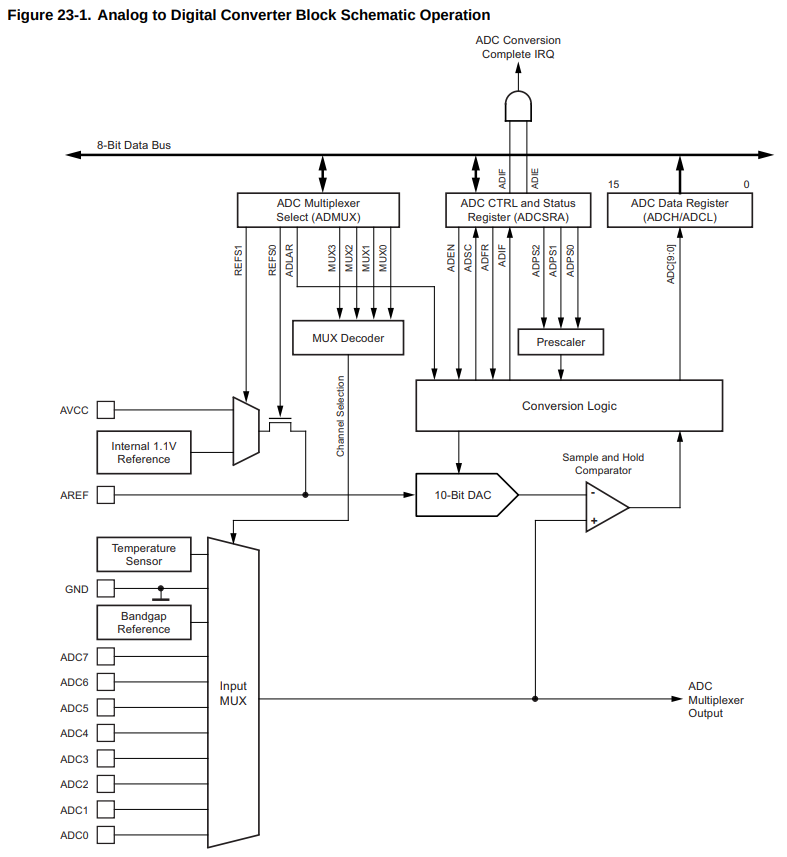 Figure 23-1. Analog to Digital Converter Block Schematic Operation
ADC Conversion
Complete IRQ
8-Bit Data Bus
ADIF
ADIE
15
0
ADC Multiplexer
Select (ADMUX)
ADC CTRL and Status
Register (ADCSRA)
ADC Data Register
(ADCH/ADCL)
REFS1
REFS0
ADLAR
MUX3
MUX2
MUX1
MUX0
ADEN
ADSC
ADFR
ADIF
ADPS2
ADPS1
ADPS0
ADC[9:0]
MUX Decoder
Prescaler
Channel Selection
Conversion Logic
AVCC
Internal 1.1V
Reference
Sample and Hold
Comparator
AREF
10-Bit DAC
-
+
Temperature
Sensor
GND
Bandgap
Reference
ADC7
ADC6
ADC5
ADC4
ADC3
ADC2
ADC1
ADC0
Input
MUX
ADC
Multiplexer
Output